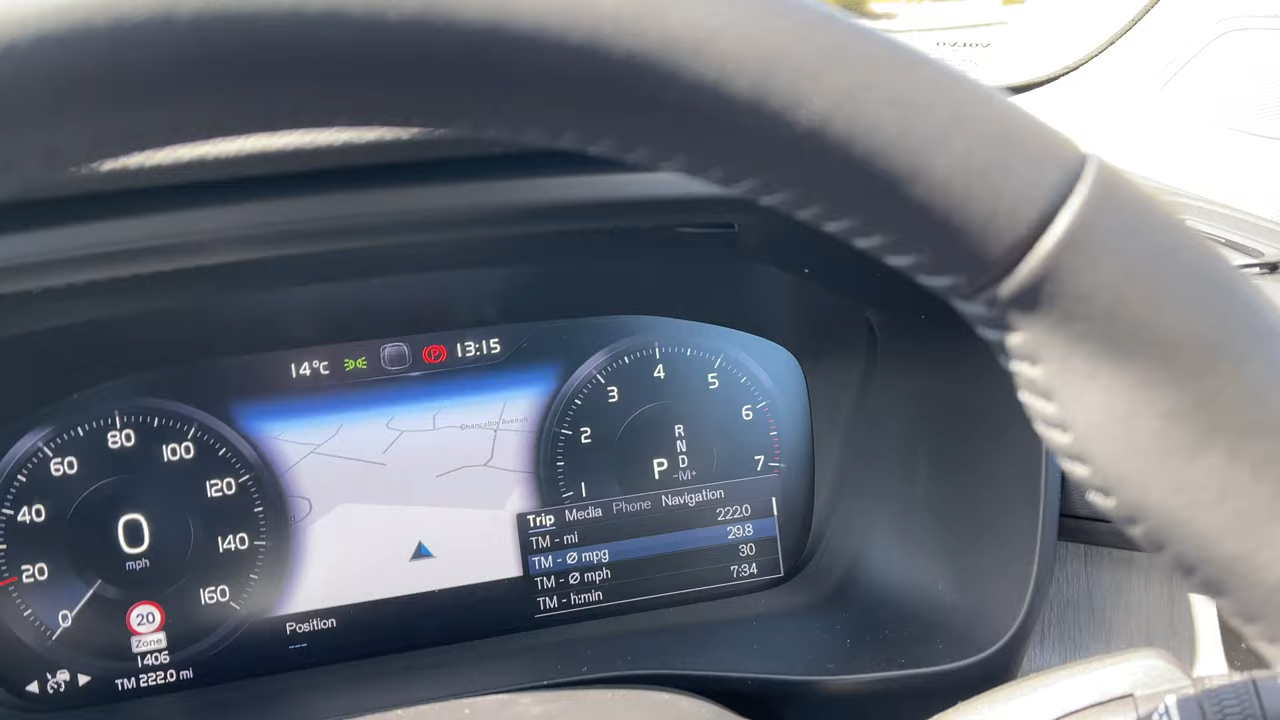 VOLVO
14°C
13:15
P
Chancellor Avenue
0
20
40
60
80
100
120
140
160
0
mph
20
Zone
1406
TM 222.0 mi
Position
---
1
2
3
4
5
6
7
R
N
D
P
-M+
Trip Media Phone Navigation
TM - mi 222.0
TM - Ø mpg 29.8
TM - Ø mph 30
TM - h:min 7:34